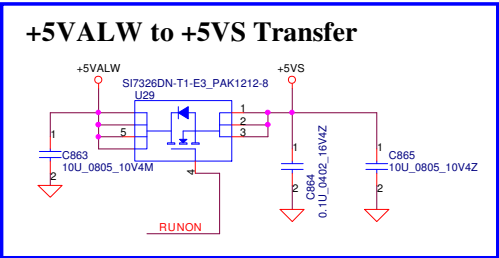 +5VALW to +5VS Transfer
+5VALW
+5VS
SI7326DN-T1-E3_PAK1212-8
U29
1
5
2
3
4
1
C863
10U_0805_10V4M
2
1
C864
0.1U_0402_16V4Z
2
1
C865
10U_0805_10V4Z
2
RUNON